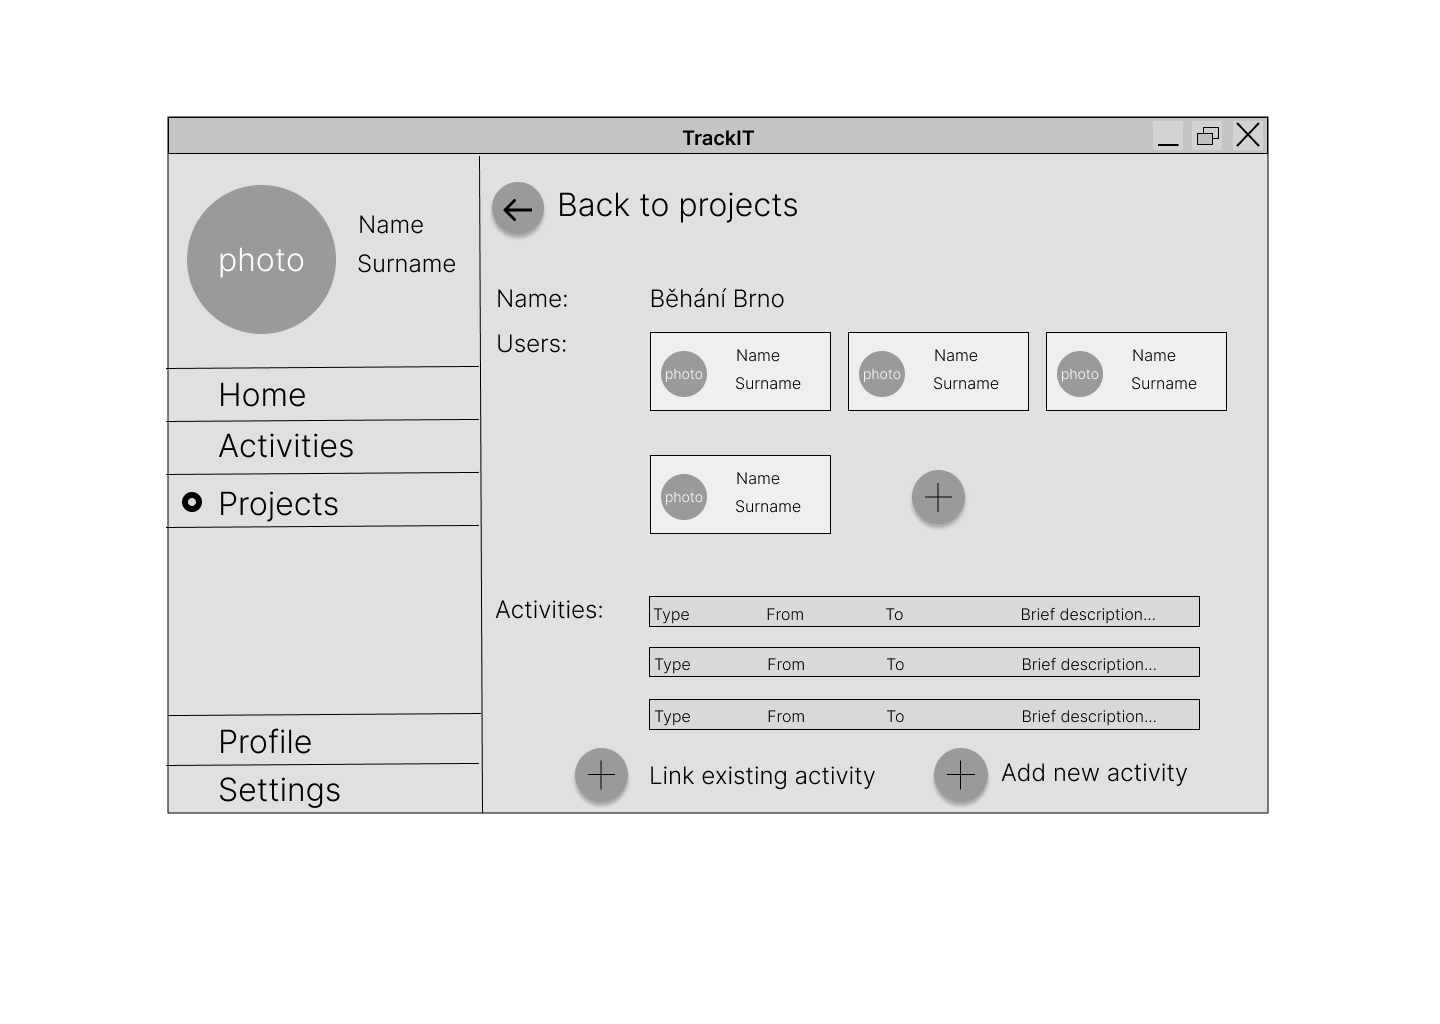 TrackIT
photo
Name
Surname
Home
Activities
Projects
Profile
Settings
Back to projects
Name: Běhání Brno
Users:
photo Name Surname
photo Name Surname
photo Name Surname
photo Name Surname
Activities:
Type From To Brief description...
Type From To Brief description...
Type From To Brief description...
Link existing activity
Add new activity